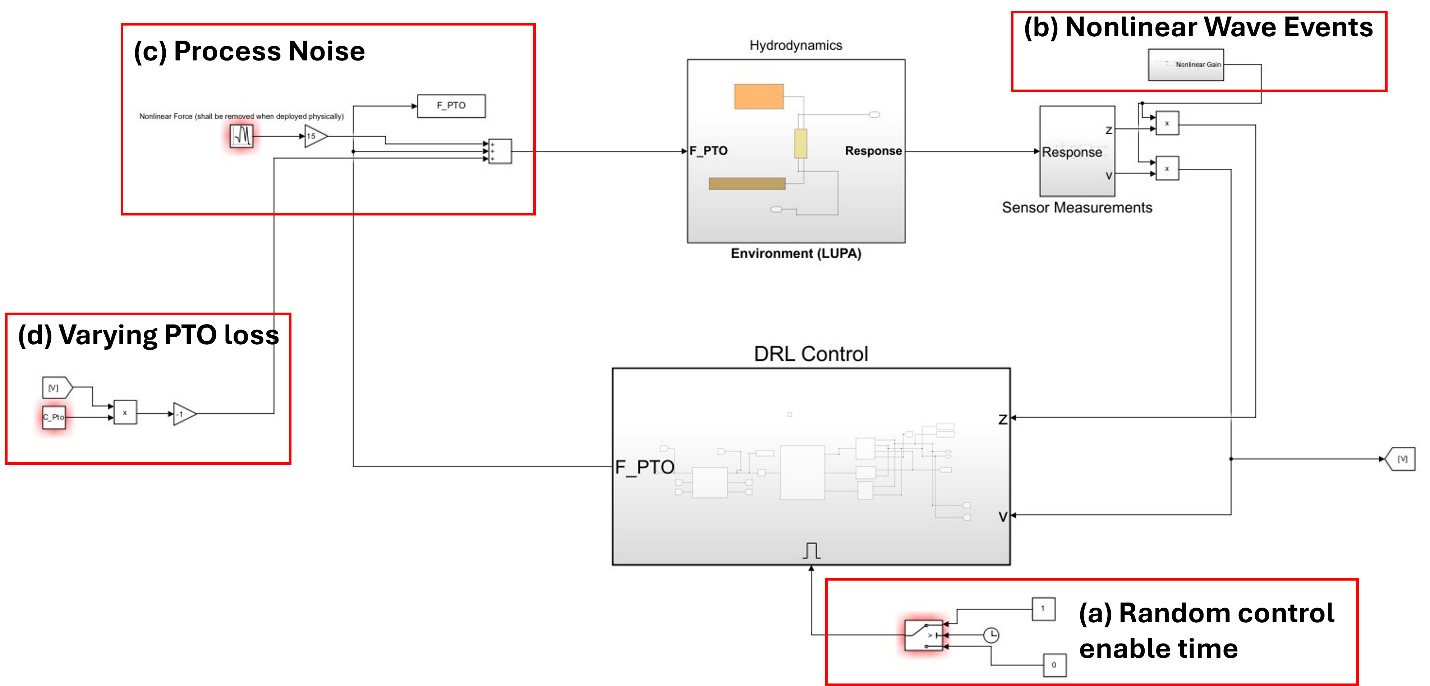 (b) Nonlinear Wave Events
Nonlinear Gain
(c) Process Noise
Hydrodynamics
F_PTO
Nonlinear Force (shall be removed when deployed physically)
15
+
+
+
F_PTO
Response
Environment (LUPA)
Response
z
v
x
x
Sensor Measurements
(d) Varying PTO loss
[V]
C_Pto
x
-1
DRL Control
F_PTO
z
v
[V]
(a) Random control
enable time
1
>
0